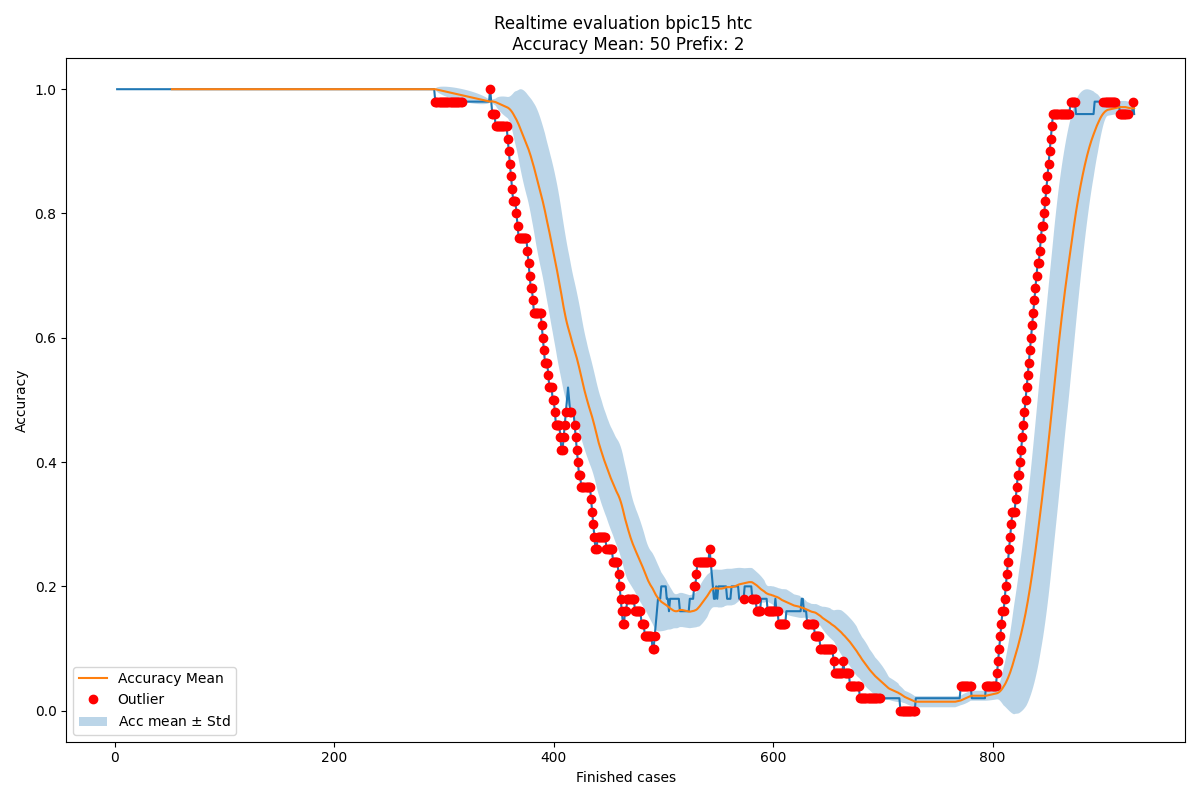 Realtime evaluation bpic15 htc
Accuracy Mean: 50 Prefix: 2
1.0
0.8
0.6
0.4
0.2
0.0
Accuracy
Accuracy Mean
Outlier
Acc mean ± Std
0
200
400
600
800
Finished cases